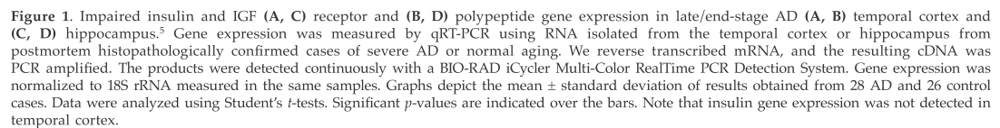 Figure 1. Impaired insulin and IGF (A, C) receptor and (B, D) polypeptide gene expression in late/end-stage AD (A, B) temporal cortex and
(C, D) hippocampus.5 Gene expression was measured by qRT-PCR using RNA isolated from the temporal cortex or hippocampus from
postmortem histopathologically confirmed cases of severe AD or normal aging. We reverse transcribed mRNA, and the resulting cDNA was
PCR amplified. The products were detected continuously with a BIO-RAD iCycler Multi-Color RealTime PCR Detection System. Gene expression was
normalized to 18S rRNA measured in the same samples. Graphs depict the mean ± standard deviation of results obtained from 28 AD and 26 control
cases. Data were analyzed using Student's t-tests. Significant p-values are indicated over the bars. Note that insulin gene expression was not detected in
temporal cortex.